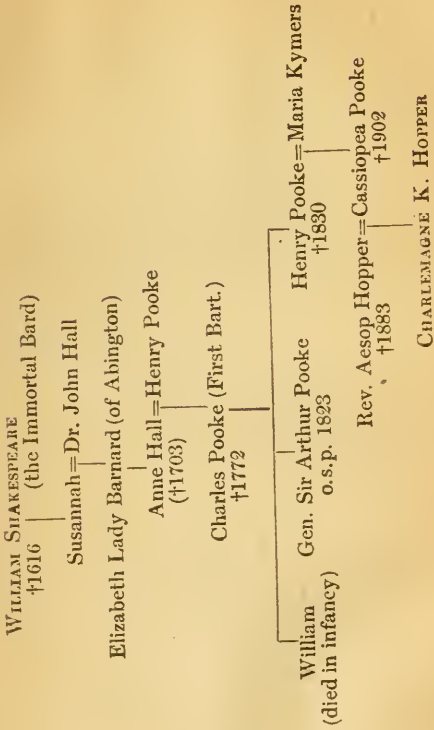 WILLIAM SHAKESPEARE
(the Immortal Bard)
†1616
Susannah=Dr. John Hall
Elizabeth Lady Barnard (of Abington)
Anne Hall=Henry Pooke
(†1703)
Charles Pooke (First Bart.)
†1772
William
(died in infancy)
Gen. Sir Arthur Pooke
o.s.p. 1823
Henry Pooke=Maria Kymers
†1830
Rev. Aesop Hopper=Cassiopea Pooke
†1883
†1902
CHARLEMAGNE K. HOPPER